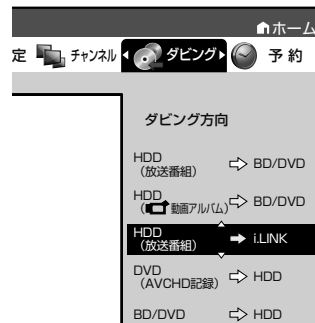 ホーム
定 チャンネル ダビング 予約
ダビング方向
HDD
（放送番組） ⇨ BD/DVD
HDD
（動画アルバム）⇨ BD/DVD
HDD
（放送番組） ➡ i.LINK
DVD
（AVCHD記録） ⇨ HDD
BD/DVD ⇨ HDD